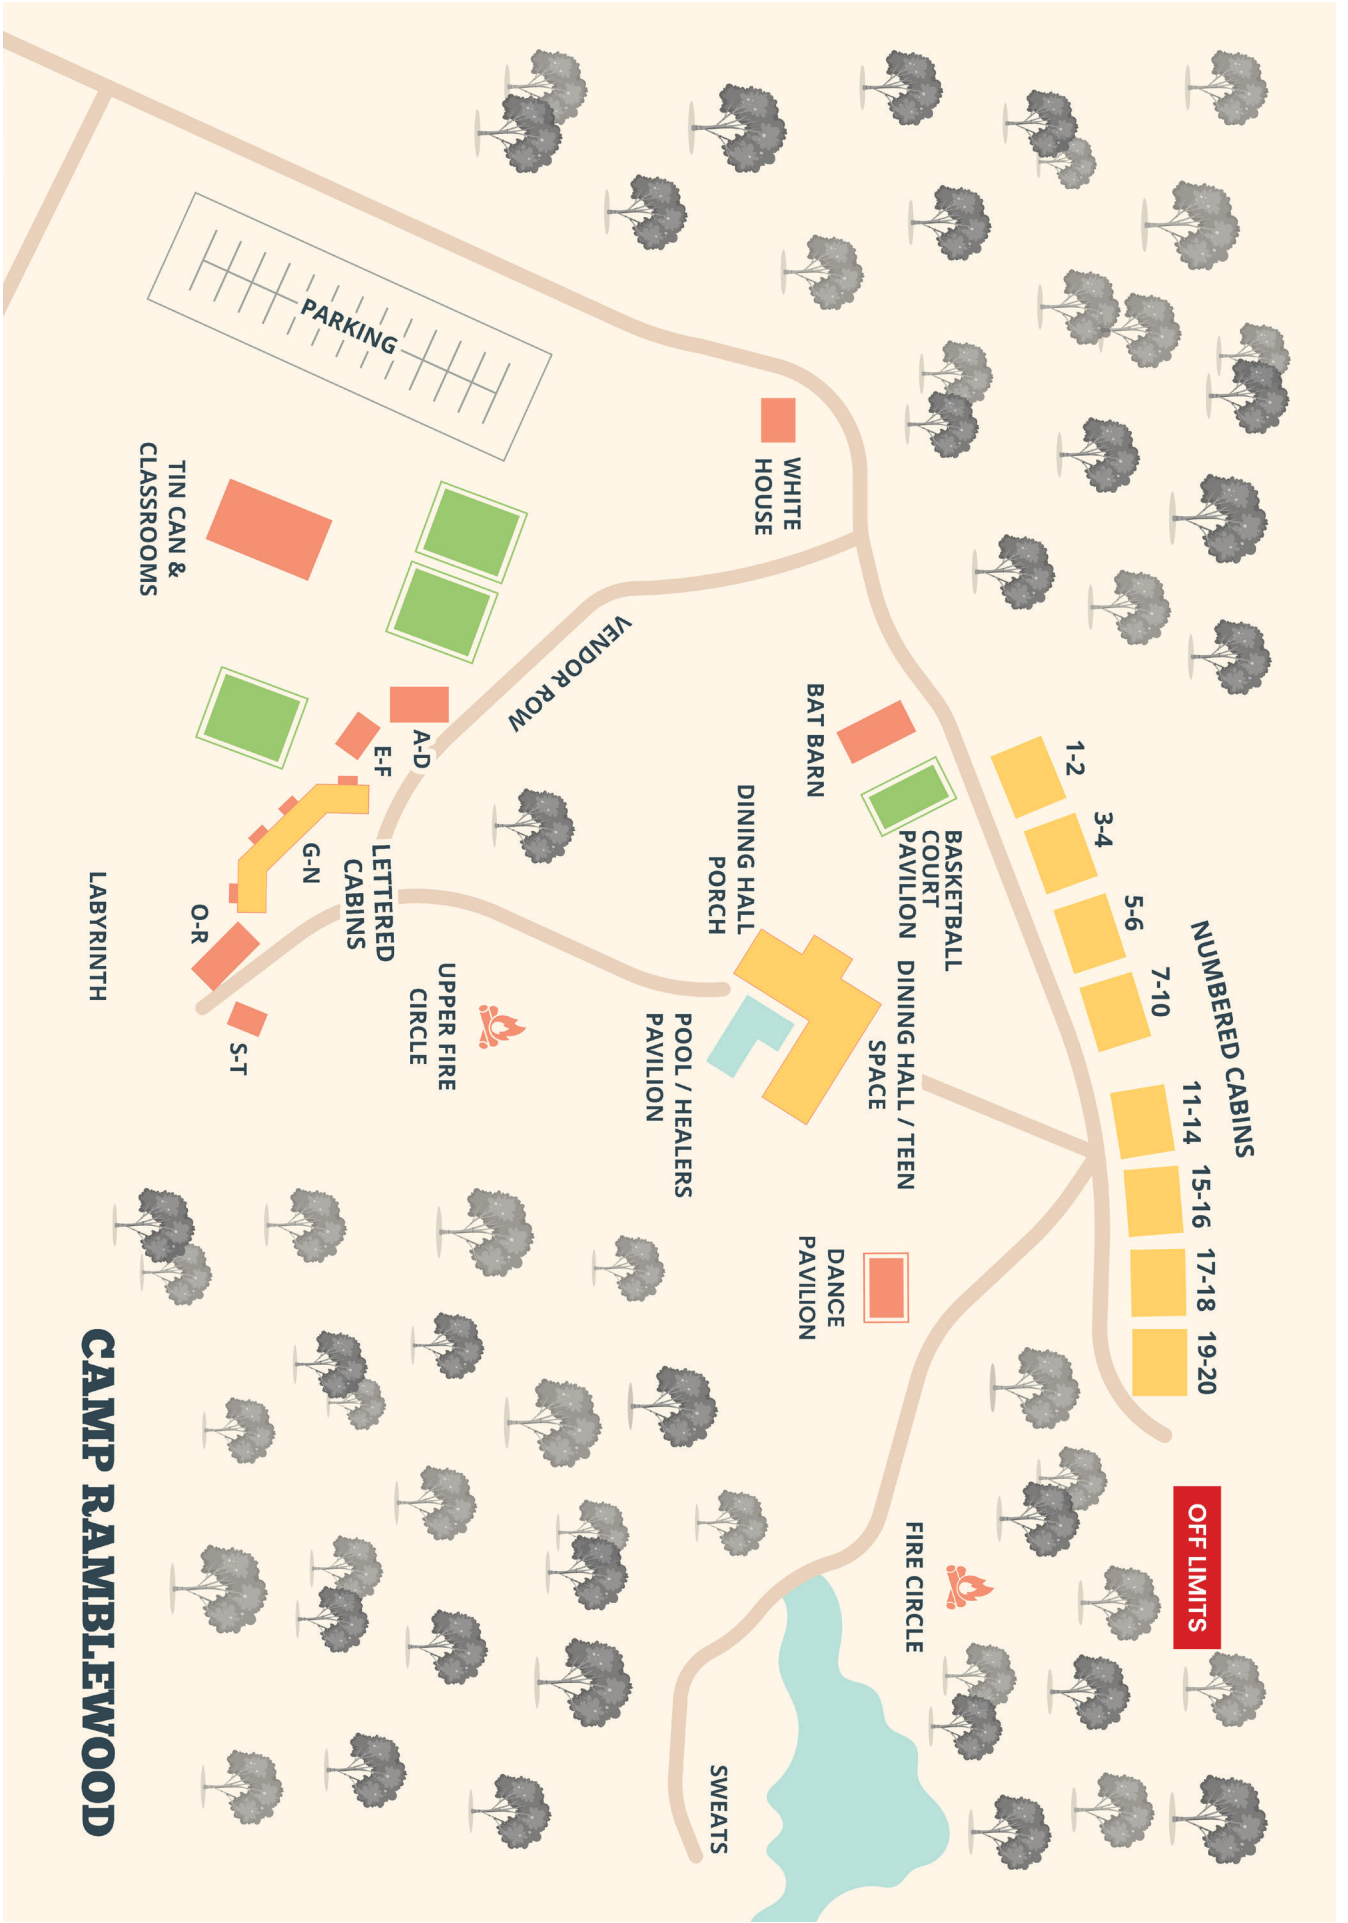 NUMBERED CABINS
1-2
3-4
5-6
7-10
11-14
15-16
17-18
19-20
OFF LIMITS
BASKETBALL
COURT
PAVILION
DINING HALL / TEEN
SPACE
FIRE CIRCLE
BAT BARN
WHITE
HOUSE
DANCE
PAVILION
DINING HALL
PORCH
SWEATS
POOL / HEALERS
PAVILION
VENDOR ROW
UPPER FIRE
CIRCLE
PARKING
A-D
E-F
LETTERED
CABINS
G-N
O-R
S-T
TIN CAN &
CLASSROOMS
LABYRINTH
CAMP RAMBLEWOOD